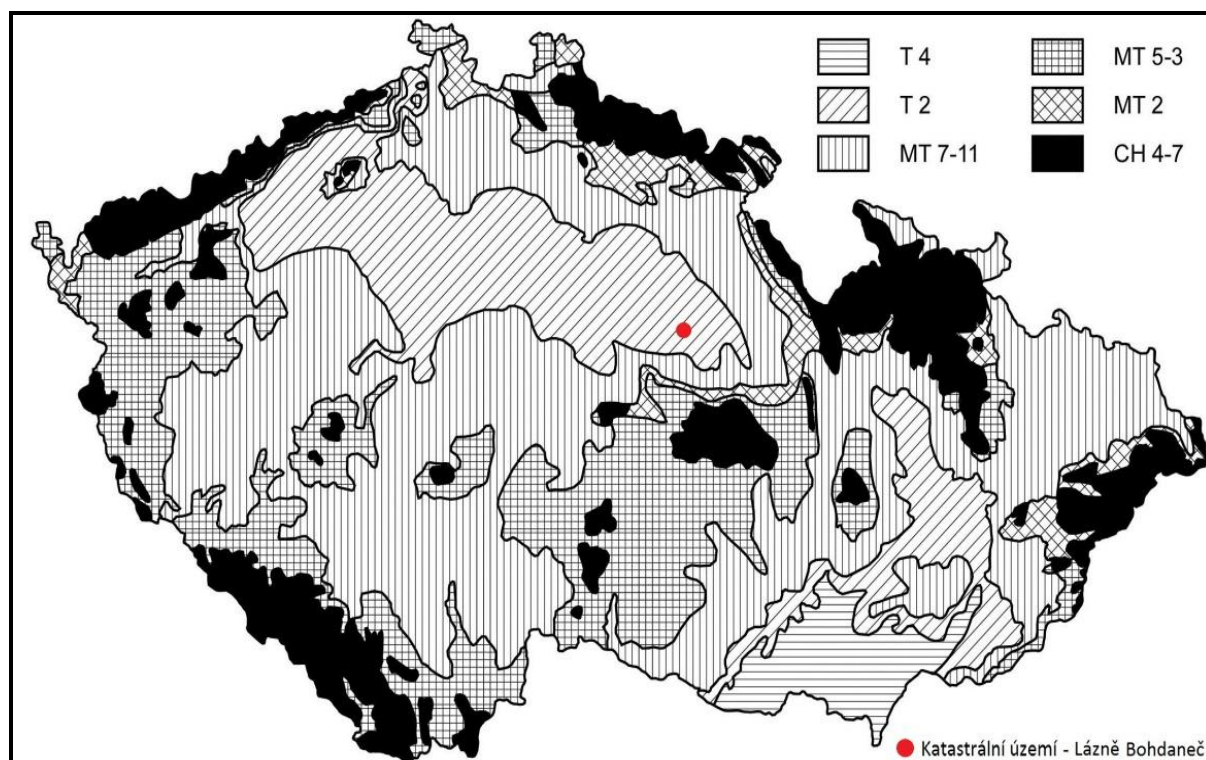 T 4
MT 5-3
T 2
MT 2
MT 7-11
CH 4-7
Katastrální území - Lázně Bohdaneč